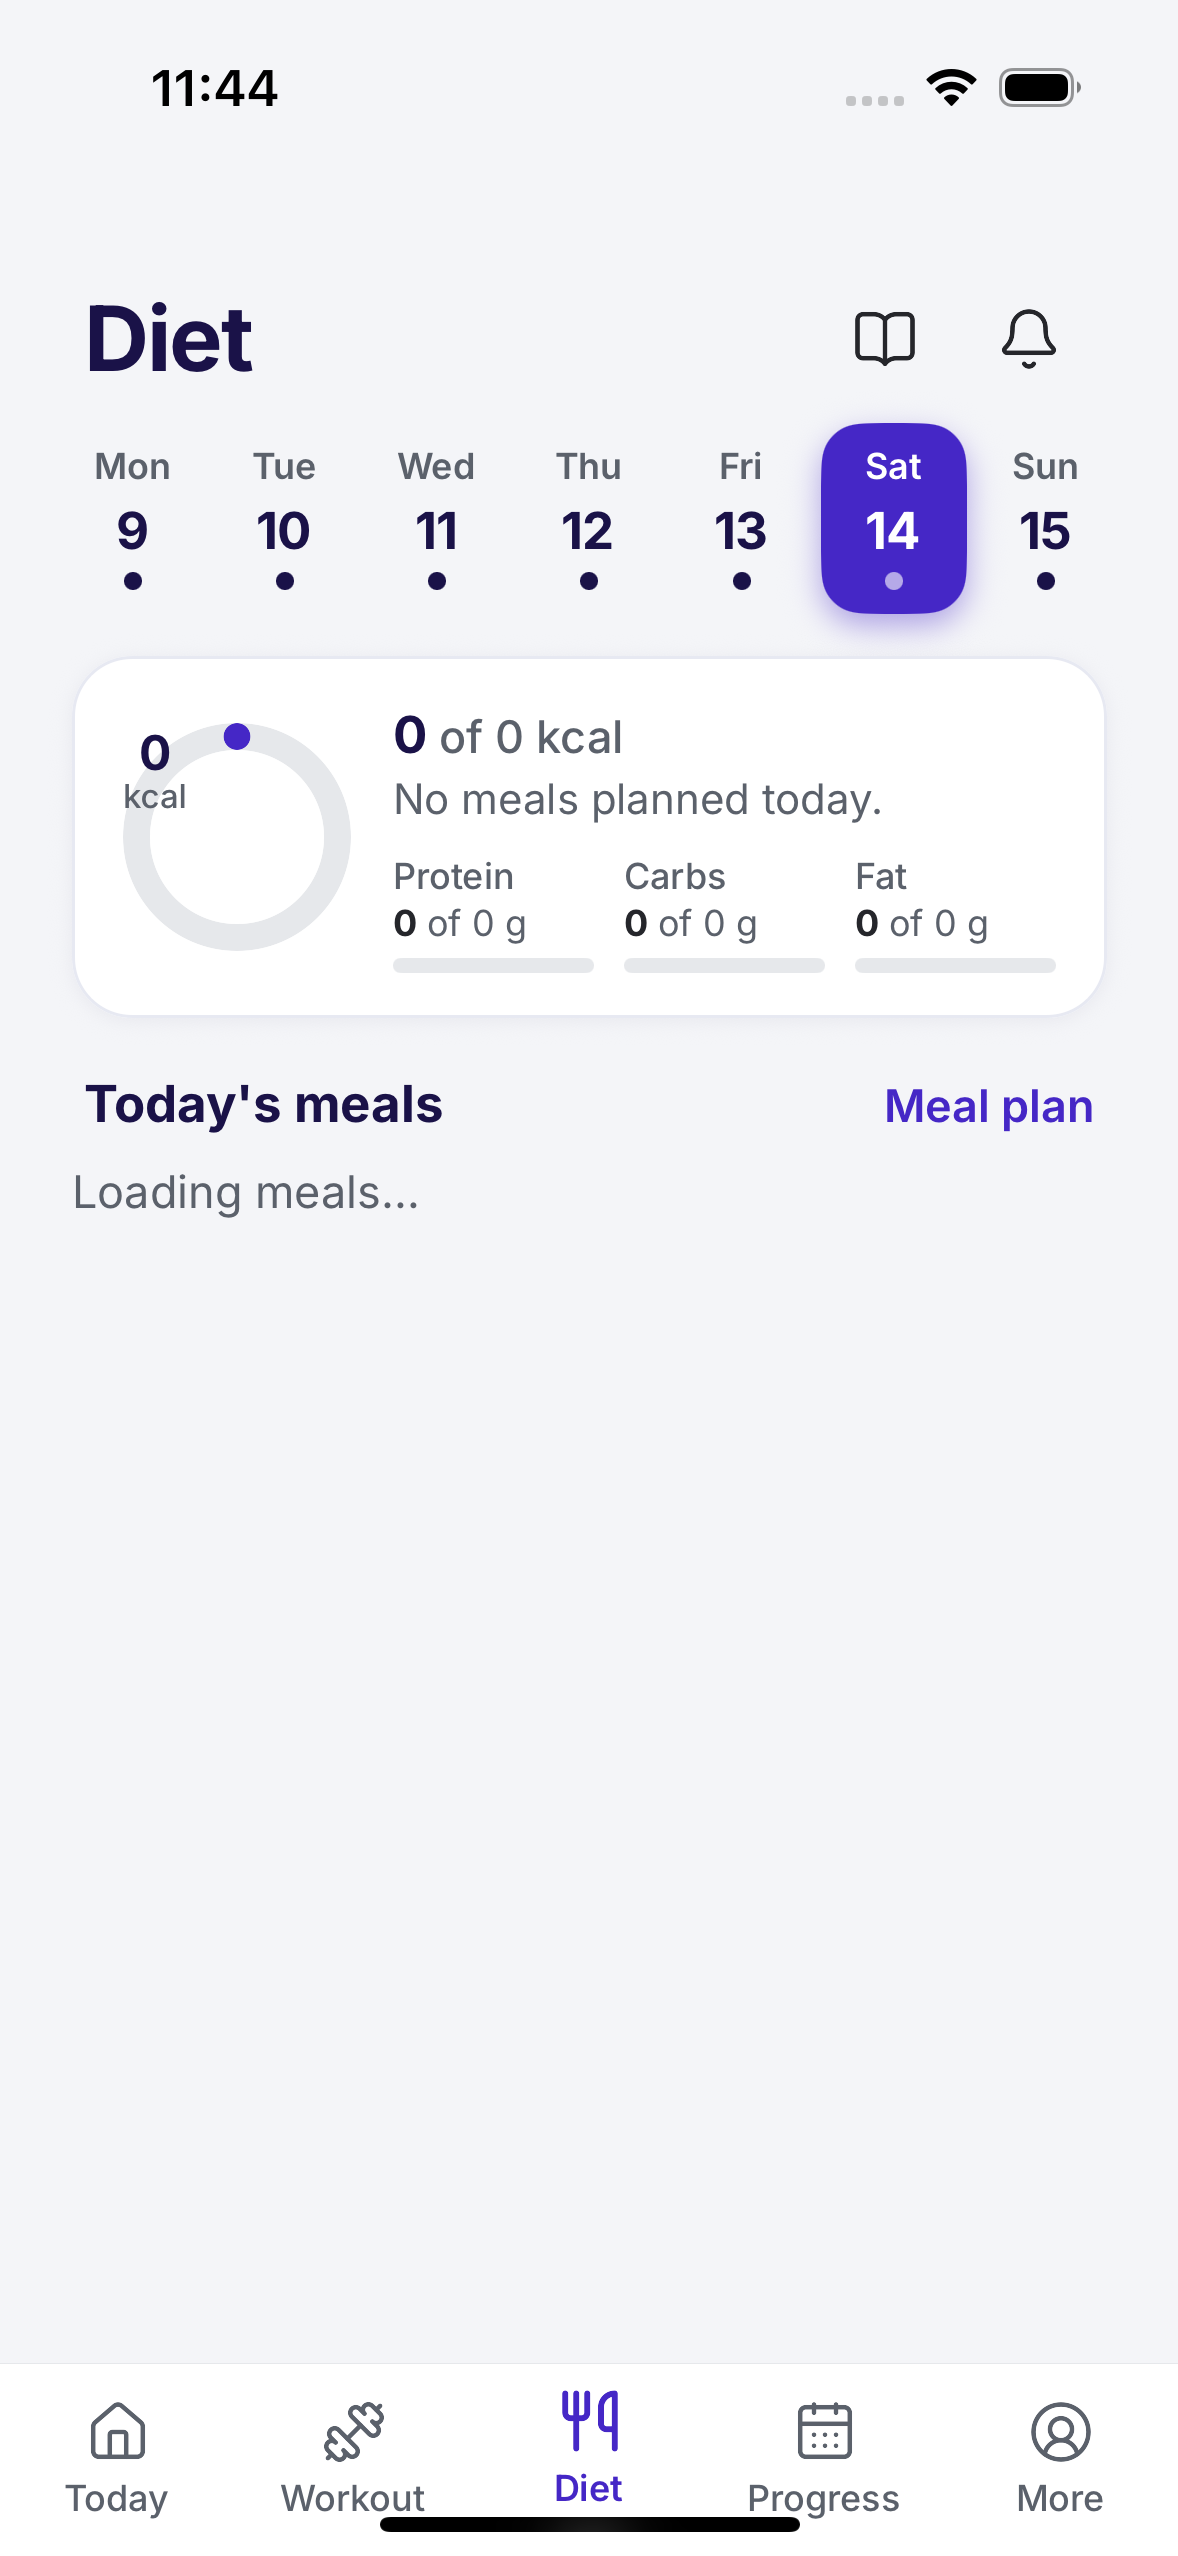 11:44
Diet
Mon Tue Wed Thu Fri Sat Sun
9 10 11 12 13 14 15
0
kcal
0 of 0 kcal
No meals planned today.
Protein Carbs Fat
0 of 0 g 0 of 0 g 0 of 0 g
Today's meals Meal plan
Loading meals...
Today Workout Diet Progress More